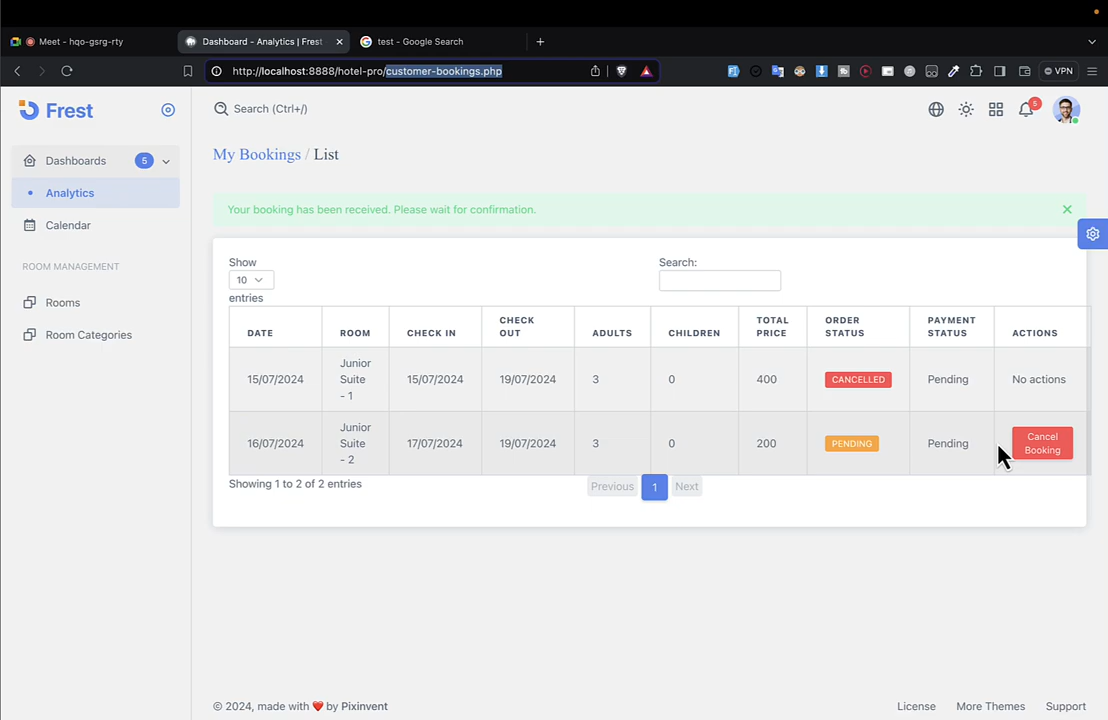 Meet - hqo-gsrg-rty
Dashboard - Analytics | Frest
test - Google Search
http://localhost:8888/hotel-pro/customer-bookings.php
VPN
Frest
Search (Ctrl+/)
5
Dashboards 5
Analytics
Calendar
ROOM MANAGEMENT
Rooms
Room Categories
My Bookings / List
Your booking has been received. Please wait for confirmation.
Show
10
entries
Search:
DATE ROOM CHECK IN CHECK OUT ADULTS CHILDREN TOTAL PRICE ORDER STATUS PAYMENT STATUS ACTIONS
15/07/2024 Junior Suite - 1 15/07/2024 19/07/2024 3 0 400 CANCELLED Pending No actions
16/07/2024 Junior Suite - 2 17/07/2024 19/07/2024 3 0 200 PENDING Pending Cancel Booking
Showing 1 to 2 of 2 entries
Previous 1 Next
© 2024, made with ❤️ by Pixinvent
License More Themes Support